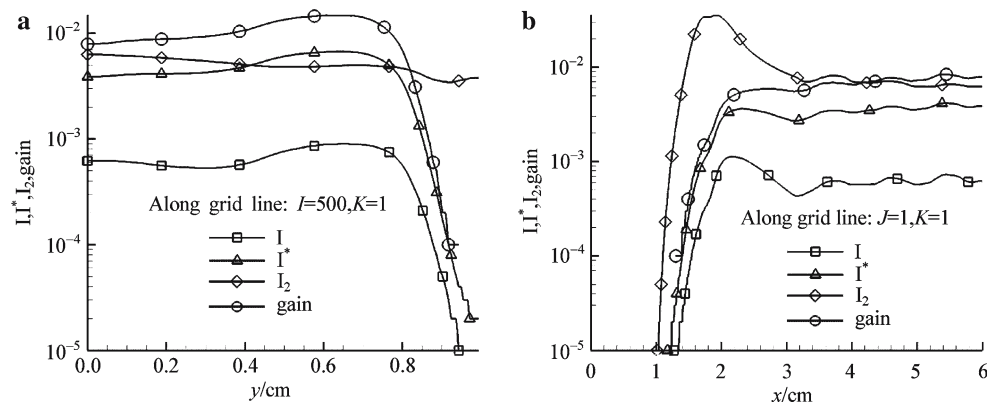 a
I,I*,I₂,gain
10⁻²
10⁻³
10⁻⁴
10⁻⁵
Along grid line: I=500,K=1
I
I*
I₂
gain
0.0 0.2 0.4 0.6 0.8
y/cm
b
I,I*,I₂,gain
10⁻²
10⁻³
10⁻⁴
10⁻⁵
Along grid line: J=1,K=1
I
I*
I₂
gain
0 1 2 3 4 5 6
x/cm